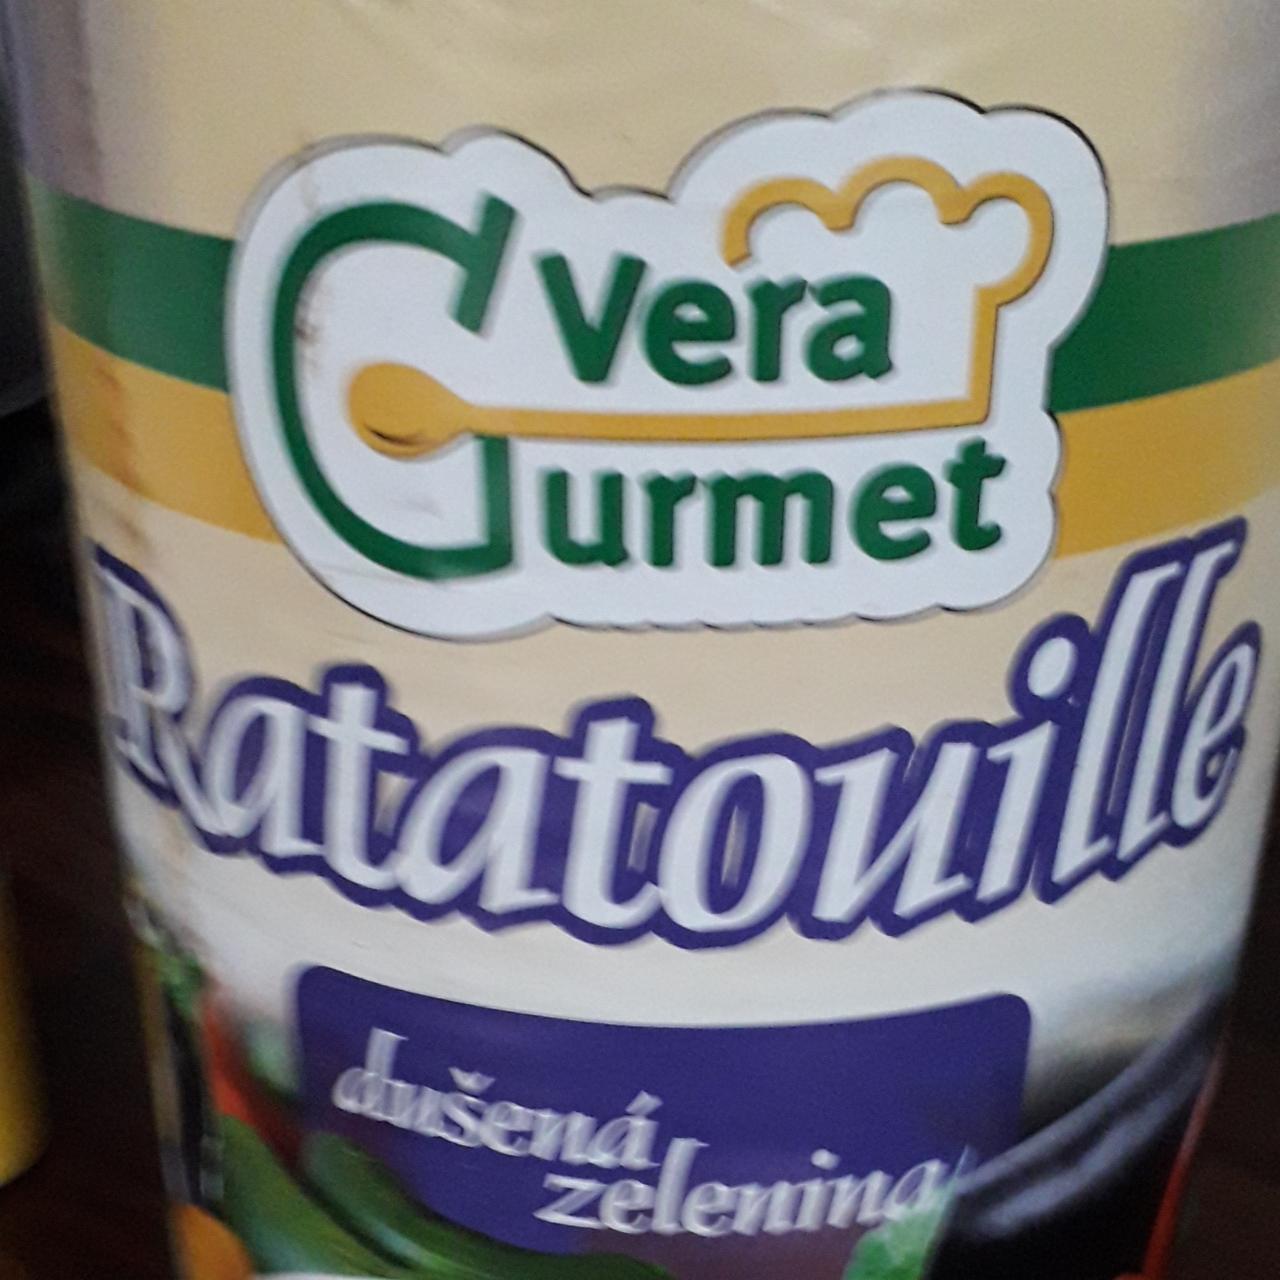 Vera
Gurmet
Ratatouille
dušená
zelenina